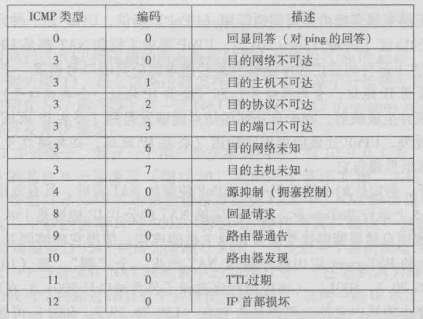 ICMP 类型 编码 描述
0 0 回显回答（对 ping 的回答）
3 0 目的网络不可达
3 1 目的主机不可达
3 2 目的协议不可达
3 3 目的端口不可达
3 6 目的网络未知
3 7 目的主机未知
4 0 源抑制（拥塞控制）
8 0 回显请求
9 0 路由器通告
10 0 路由器发现
11 0 TTL过期
12 0 IP 首部损坏